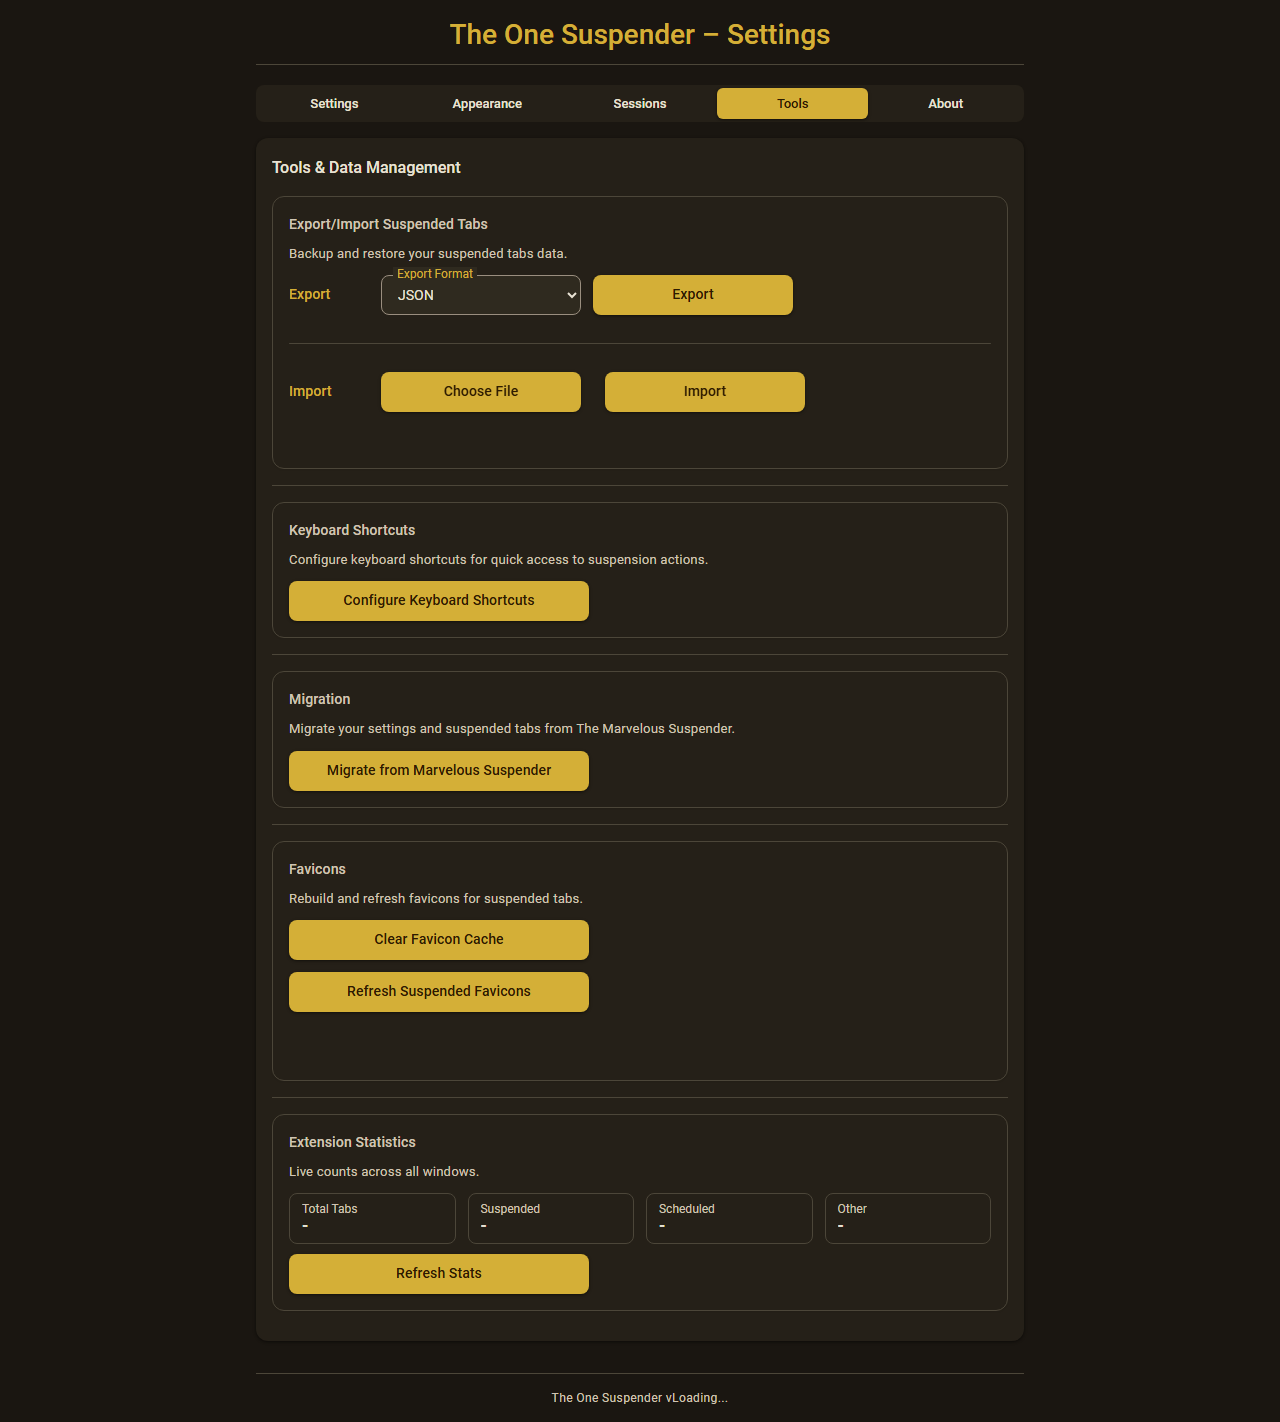 The One Suspender – Settings
Settings Appearance Sessions Tools About
Tools & Data Management
Export/Import Suspended Tabs
Backup and restore your suspended tabs data.
Export Format
Export JSON Export
Import Choose File Import
Keyboard Shortcuts
Configure keyboard shortcuts for quick access to suspension actions.
Configure Keyboard Shortcuts
Migration
Migrate your settings and suspended tabs from The Marvelous Suspender.
Migrate from Marvelous Suspender
Favicons
Rebuild and refresh favicons for suspended tabs.
Clear Favicon Cache
Refresh Suspended Favicons
Extension Statistics
Live counts across all windows.
Total Tabs Suspended Scheduled Other
- - - -
Refresh Stats
The One Suspender vLoading...